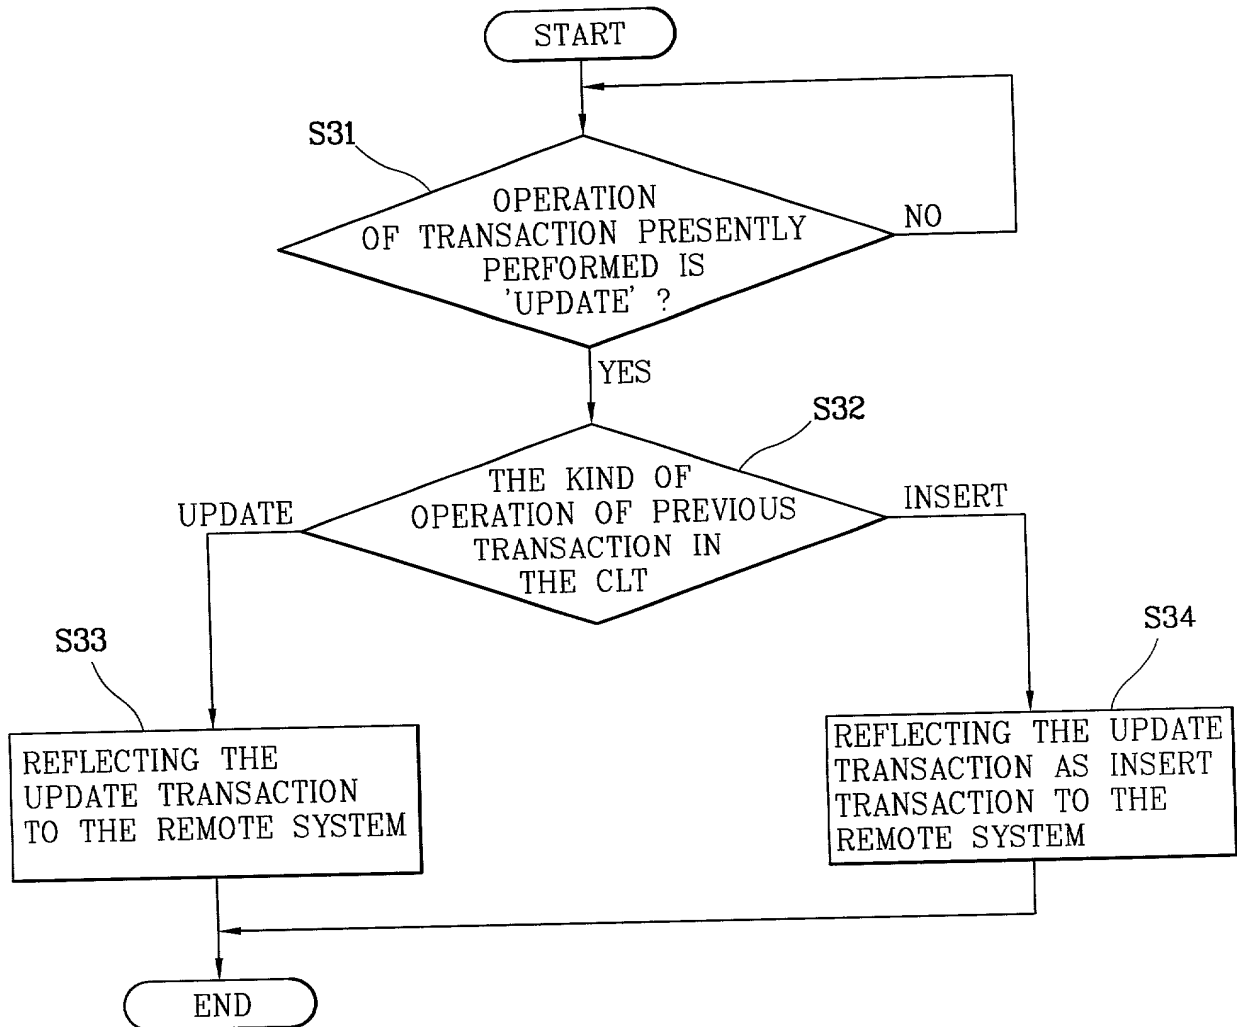 START
S31
OPERATION
OF TRANSACTION PRESENTLY
PERFORMED IS
'UPDATE' ?
NO
YES
S32
THE KIND OF
OPERATION OF PREVIOUS
TRANSACTION IN
THE CLT
UPDATE
INSERT
S33
REFLECTING THE
UPDATE TRANSACTION
TO THE REMOTE SYSTEM
S34
REFLECTING THE UPDATE
TRANSACTION AS INSERT
TRANSACTION TO THE
REMOTE SYSTEM
END